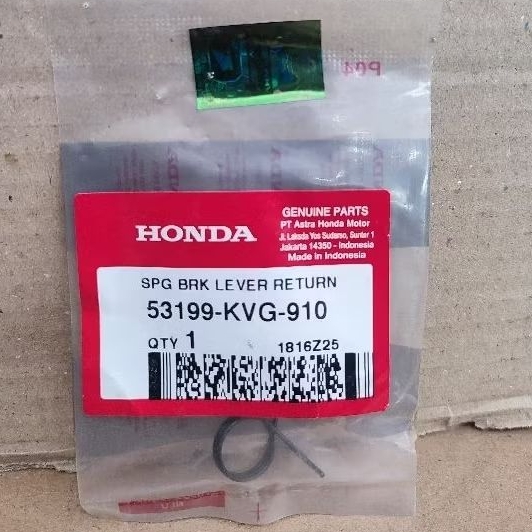 P04
HONDA
GENUINE PARTS
PT Astra Honda Motor
Jl. Laksda Yos Sudarso, Sunter 1
Jakarta 14350 - Indonesia
Made in Indonesia
SPG BRK LEVER RETURN
53199-KVG-910
QTY 1
1816Z25